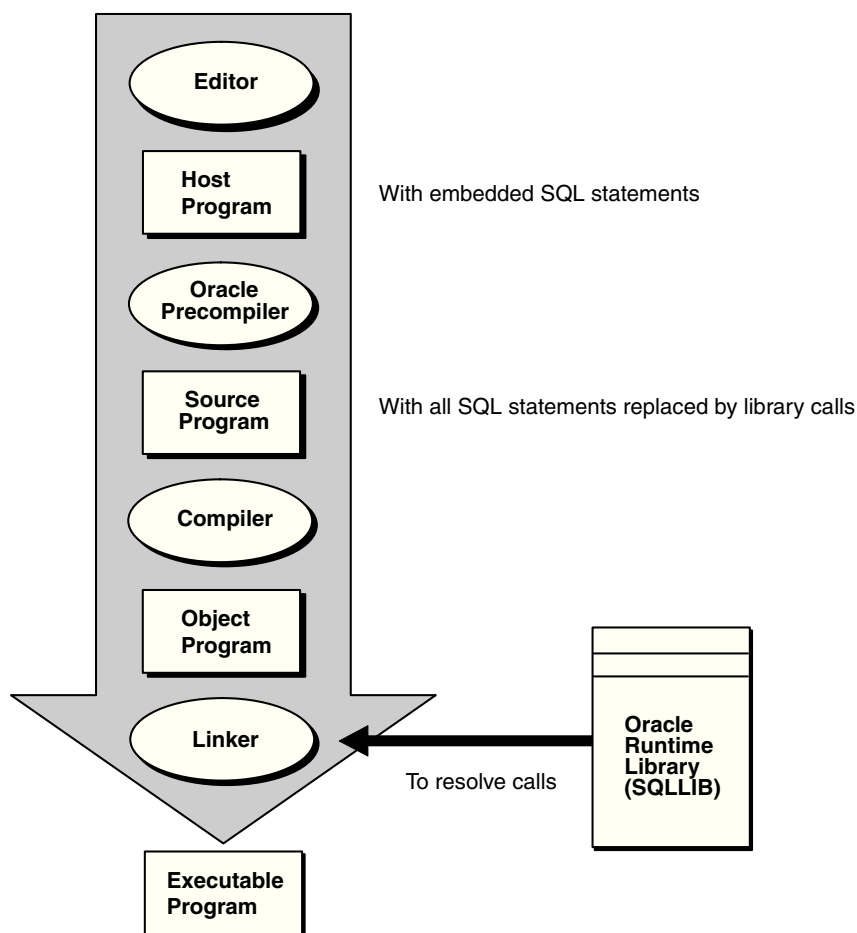 Editor
Host
Program
With embedded SQL statements
Oracle
Precompiler
Source
Program
With all SQL statements replaced by library calls
Compiler
Object
Program
Linker
To resolve calls
Oracle
Runtime
Library
(SQLLIB)
Executable
Program